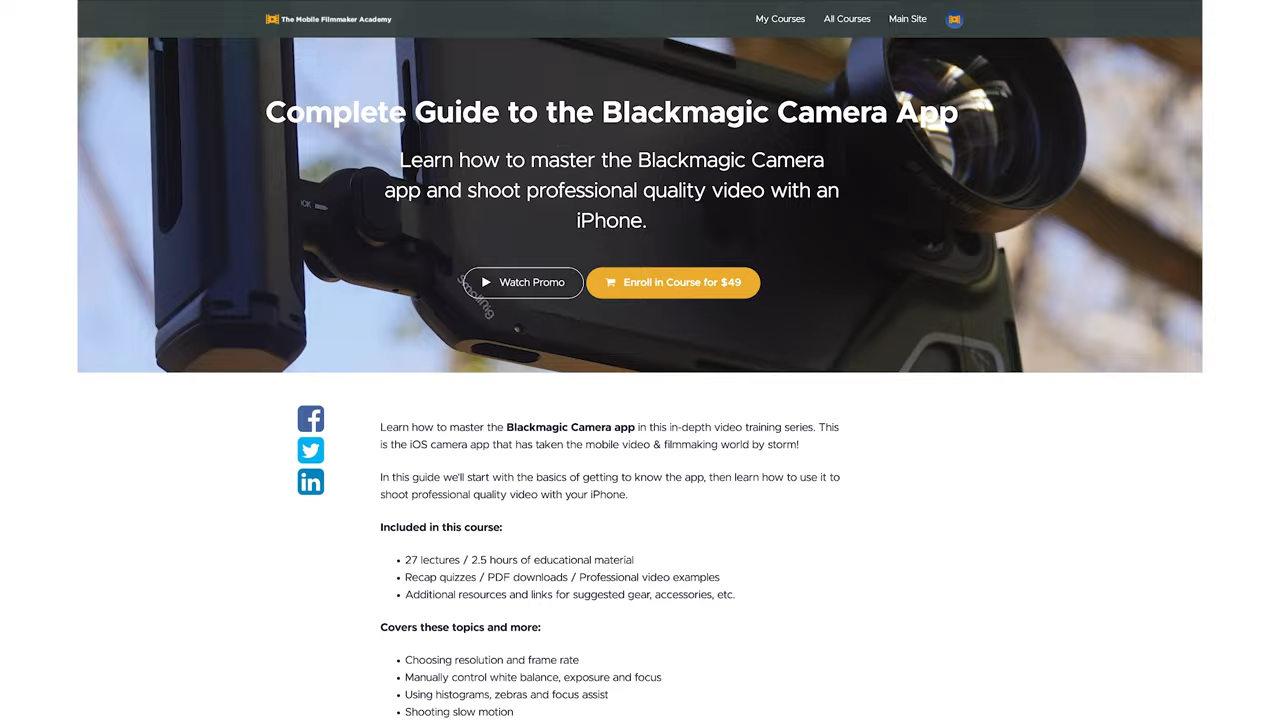 The Mobile Filmmaker Academy
My Courses
All Courses
Main Site
Complete Guide to the Blackmagic Camera App
Learn how to master the Blackmagic Camera
app and shoot professional quality video with an
iPhone.
Watch Promo
Enroll in Course for $49
Learn how to master the Blackmagic Camera app in this in-depth video training series. This
is the iOS camera app that has taken the mobile video & filmmaking world by storm!
In this guide we'll start with the basics of getting to know the app, then learn how to use it to
shoot professional quality video with your iPhone.
Included in this course:
• 27 lectures / 2.5 hours of educational material
• Recap quizzes / PDF downloads / Professional video examples
• Additional resources and links for suggested gear, accessories, etc.
Covers these topics and more:
• Choosing resolution and frame rate
• Manually control white balance, exposure and focus
• Using histograms, zebras and focus assist
• Shooting slow motion